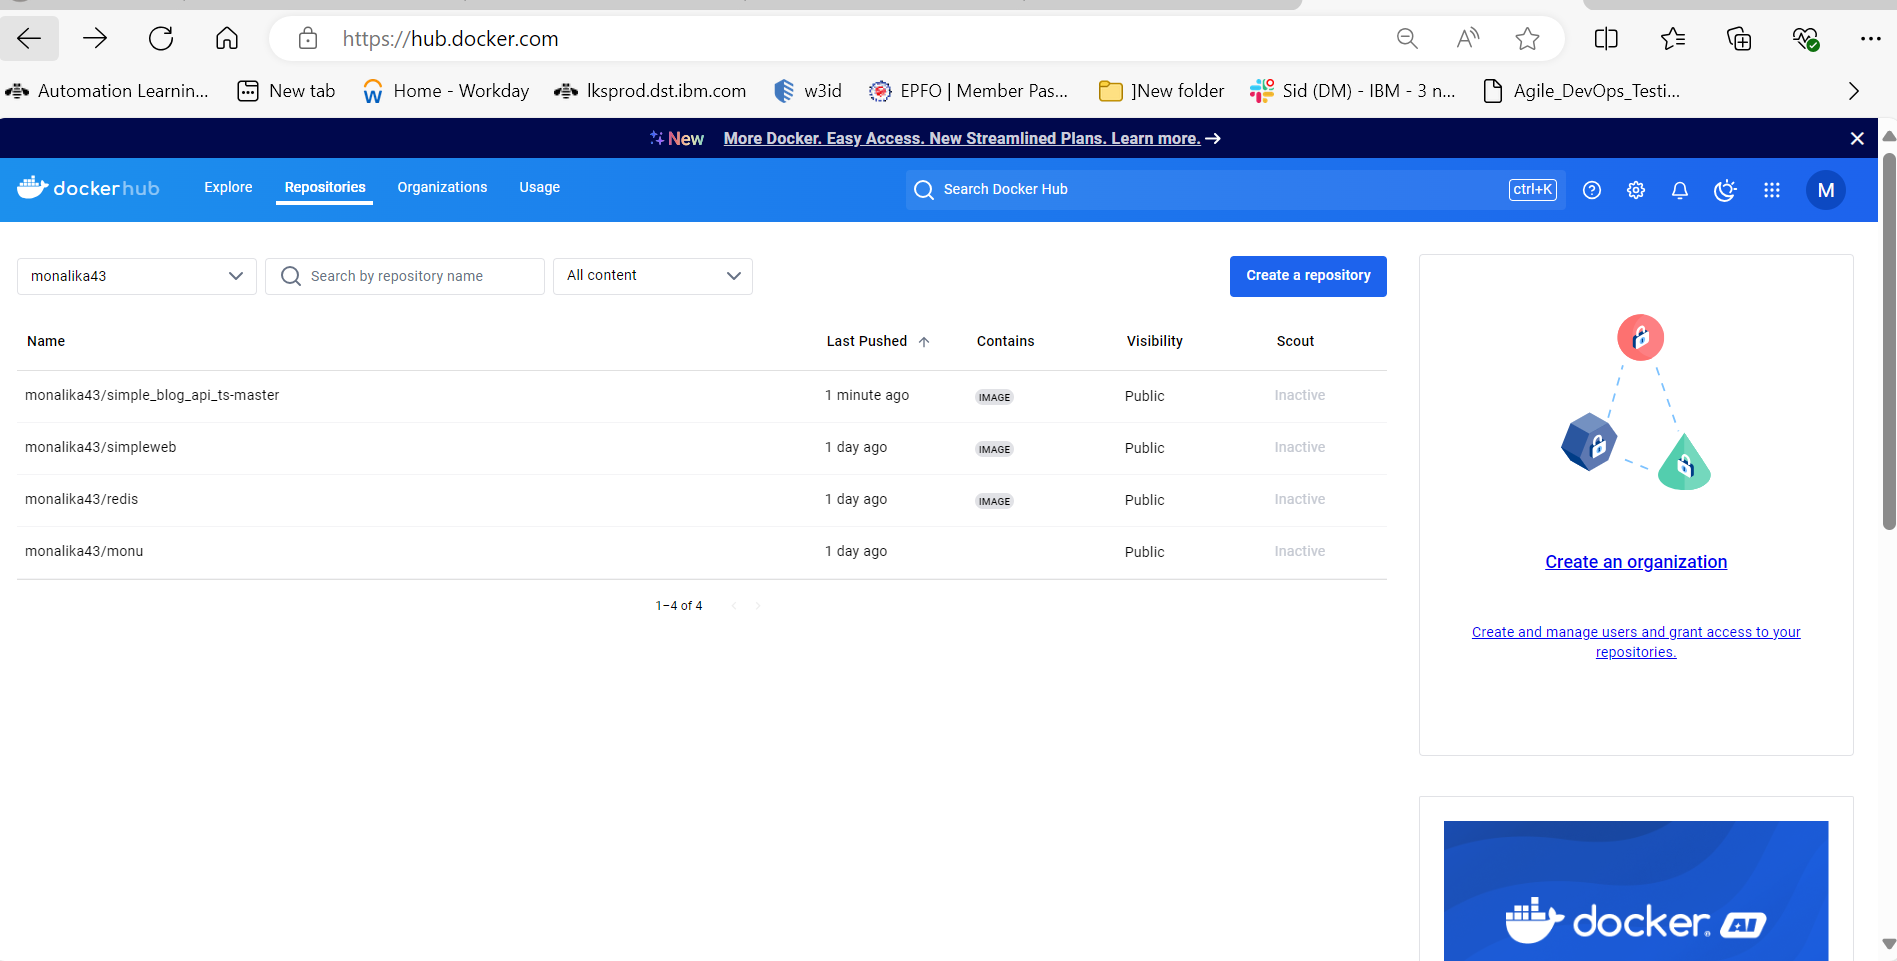 https://hub.docker.com
Automation Learnin... New tab Home - Workday lksprod.dst.ibm.com w3id EPFO | Member Pas... ]New folder Sid (DM) - IBM - 3 n... Agile_DevOps_Testi...
New More Docker. Easy Access. New Streamlined Plans. Learn more. →
dockerhub Explore Repositories Organizations Usage Search Docker Hub ctrl+K M
monalika43 Search by repository name All content Create a repository
Name Last Pushed Contains Visibility Scout
monalika43/simple_blog_api_ts-master 1 minute ago IMAGE Public Inactive
monalika43/simpleweb 1 day ago IMAGE Public Inactive
monalika43/redis 1 day ago IMAGE Public Inactive
monalika43/monu 1 day ago Public Inactive
1–4 of 4
Create an organization
Create and manage users and grant access to your
repositories.
docker AI